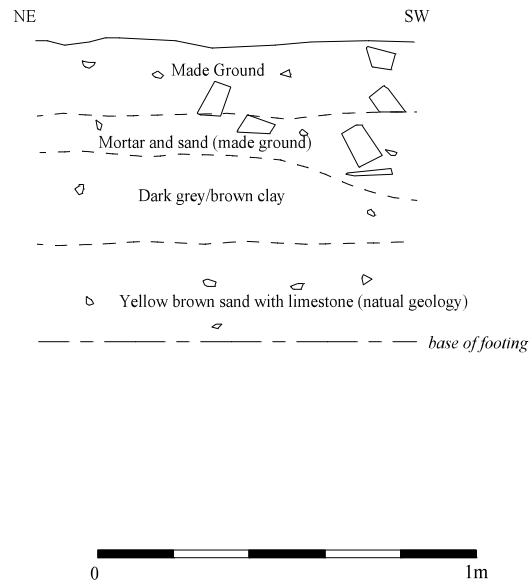 NE SW
Made Ground
Mortar and sand (made ground)
Dark grey/brown clay
Yellow brown sand with limestone (natual geology)
base of footing
0 1m